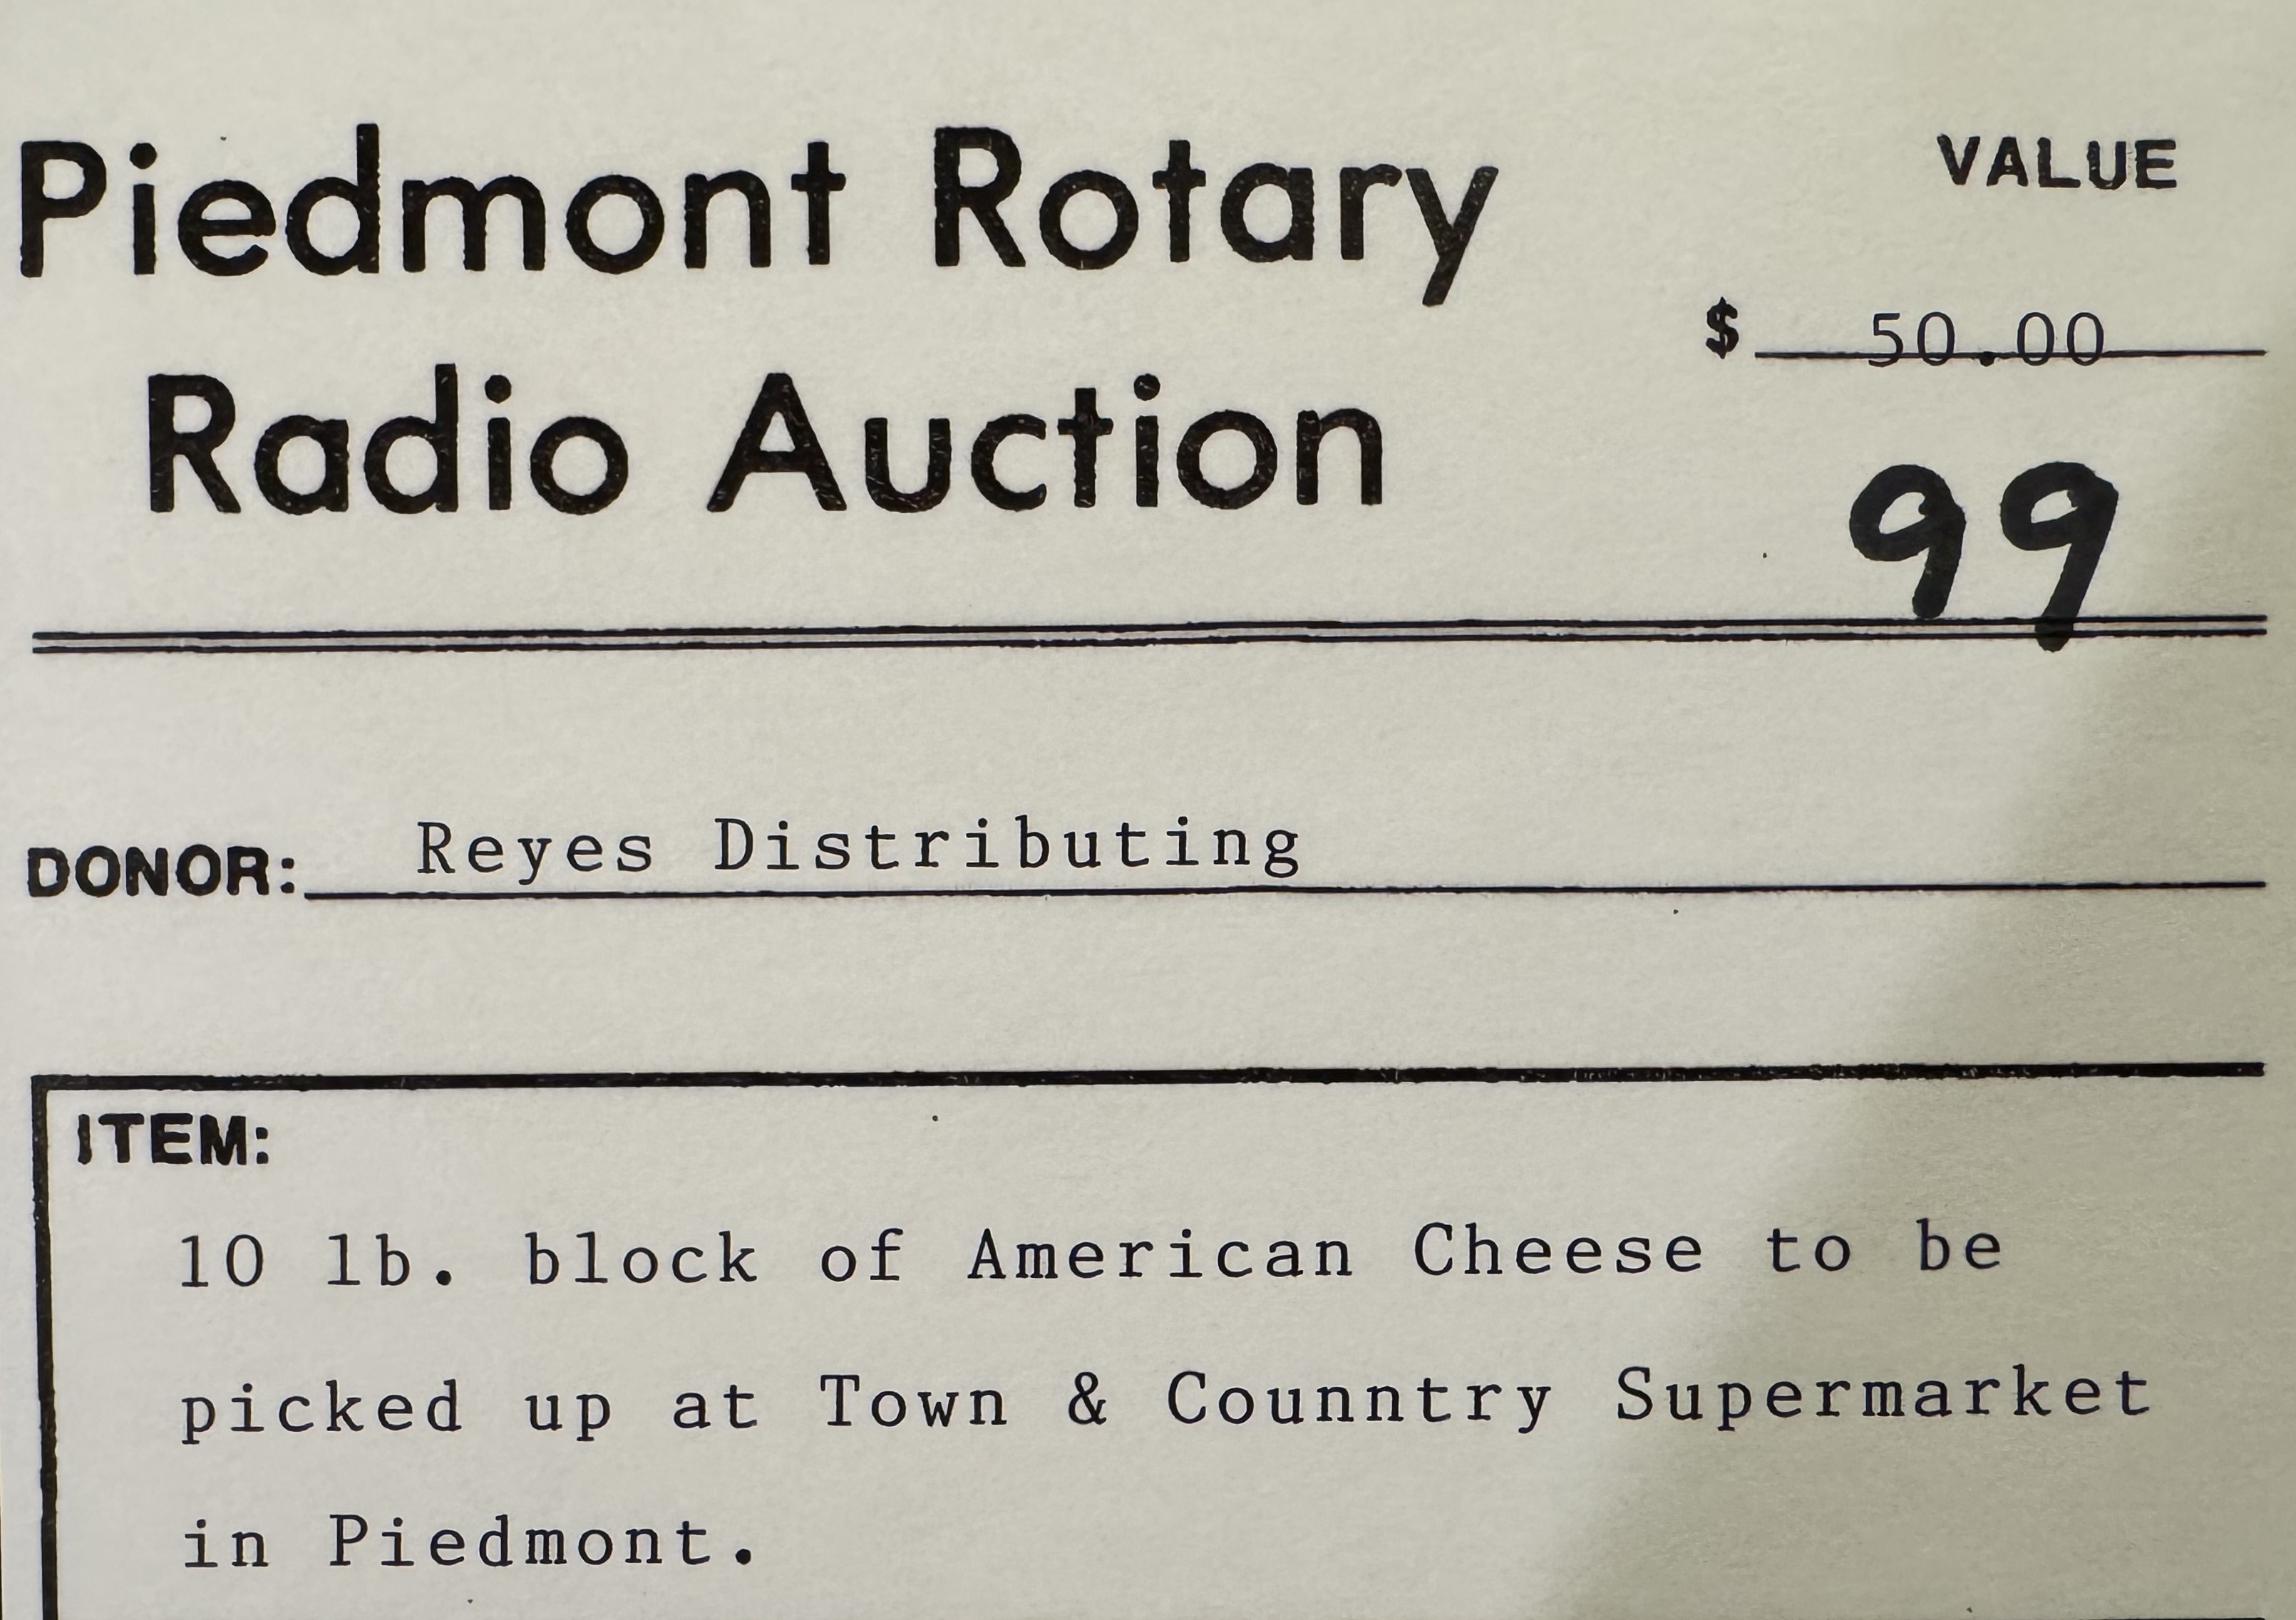 Piedmont Rotary
Radio Auction
VALUE
$ 50.00
99
DONOR: Reyes Distributing
ITEM:
10 lb. block of American Cheese to be
picked up at Town & Counntry Supermarket
in Piedmont.